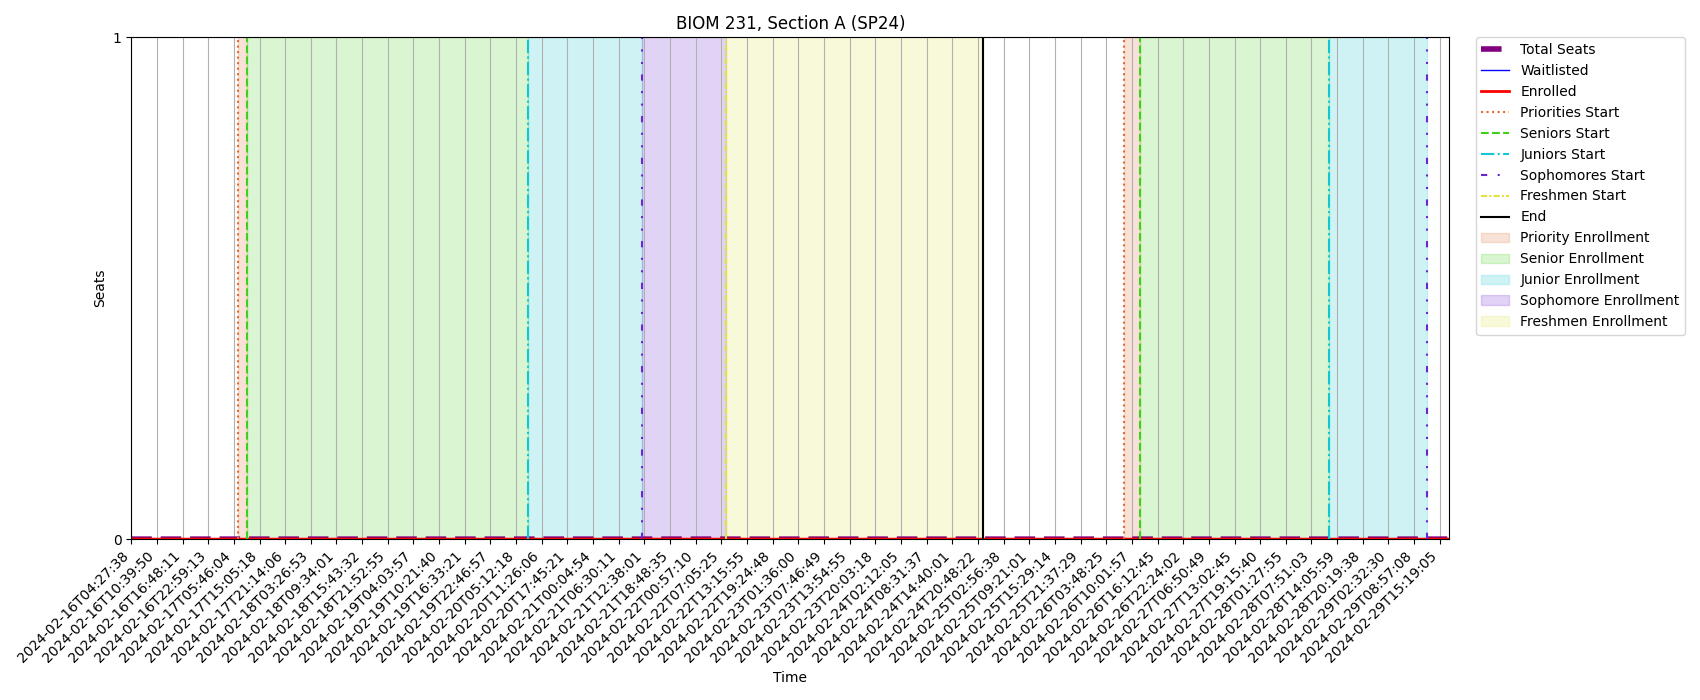 BIOM 231, Section A (SP24)
1
0
Seats
2024-02-16T04:27:38
2024-02-16T10:39:50
2024-02-16T16:48:11
2024-02-16T22:59:13
2024-02-17T05:46:04
2024-02-17T15:05:18
2024-02-17T21:14:06
2024-02-18T03:26:53
2024-02-18T09:34:01
2024-02-18T15:43:32
2024-02-18T21:52:55
2024-02-19T04:03:57
2024-02-19T10:21:40
2024-02-19T16:33:21
2024-02-19T22:46:57
2024-02-20T05:12:18
2024-02-20T11:26:06
2024-02-20T17:45:21
2024-02-21T00:04:54
2024-02-21T06:30:11
2024-02-21T12:38:01
2024-02-21T18:48:35
2024-02-22T00:57:10
2024-02-22T07:05:25
2024-02-22T13:15:55
2024-02-22T19:24:48
2024-02-23T01:36:00
2024-02-23T07:46:49
2024-02-23T13:54:55
2024-02-23T20:03:18
2024-02-24T02:12:05
2024-02-24T08:31:37
2024-02-24T14:40:01
2024-02-24T20:48:22
2024-02-25T02:56:38
2024-02-25T09:21:01
2024-02-25T15:29:14
2024-02-25T21:37:29
2024-02-26T03:48:25
2024-02-26T10:01:57
2024-02-26T16:12:45
2024-02-26T22:24:02
2024-02-27T06:50:49
2024-02-27T13:02:45
2024-02-27T19:15:40
2024-02-28T01:27:55
2024-02-28T07:51:03
2024-02-28T14:05:59
2024-02-28T20:19:38
2024-02-29T02:32:30
2024-02-29T08:57:08
2024-02-29T15:19:05
Time
Total Seats
Waitlisted
Enrolled
Priorities Start
Seniors Start
Juniors Start
Sophomores Start
Freshmen Start
End
Priority Enrollment
Senior Enrollment
Junior Enrollment
Sophomore Enrollment
Freshmen Enrollment